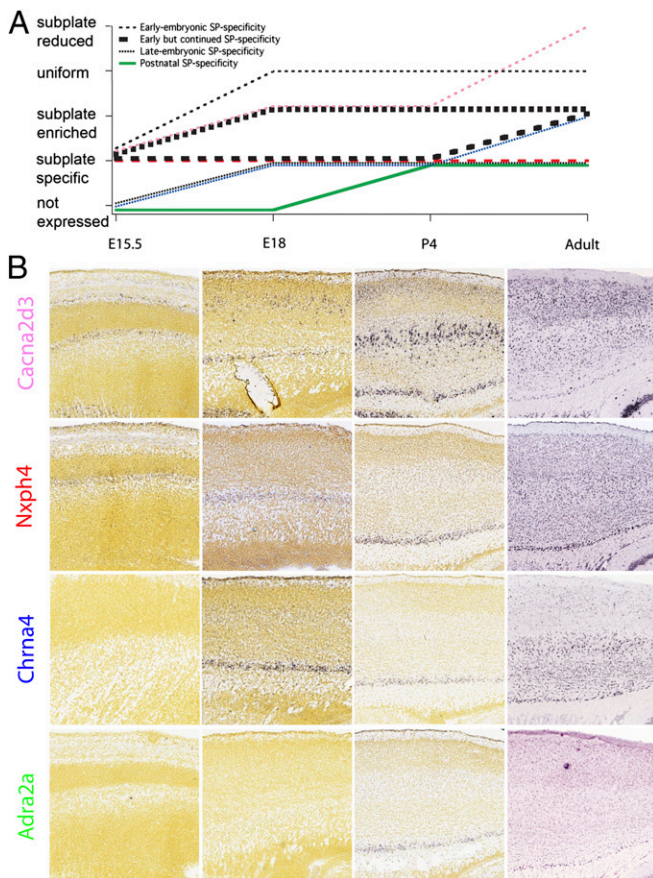 A
subplate
reduced
uniform
subplate
enriched
subplate
specific
not
expressed
Early-embryonic SP-specificity
Early but continued SP-specificity
Late-embryonic SP-specificity
Postnatal SP-specificity
E15.5 E18 P4 Adult
B
Cacna2d3
Nxph4
Chrna4
Adra2a